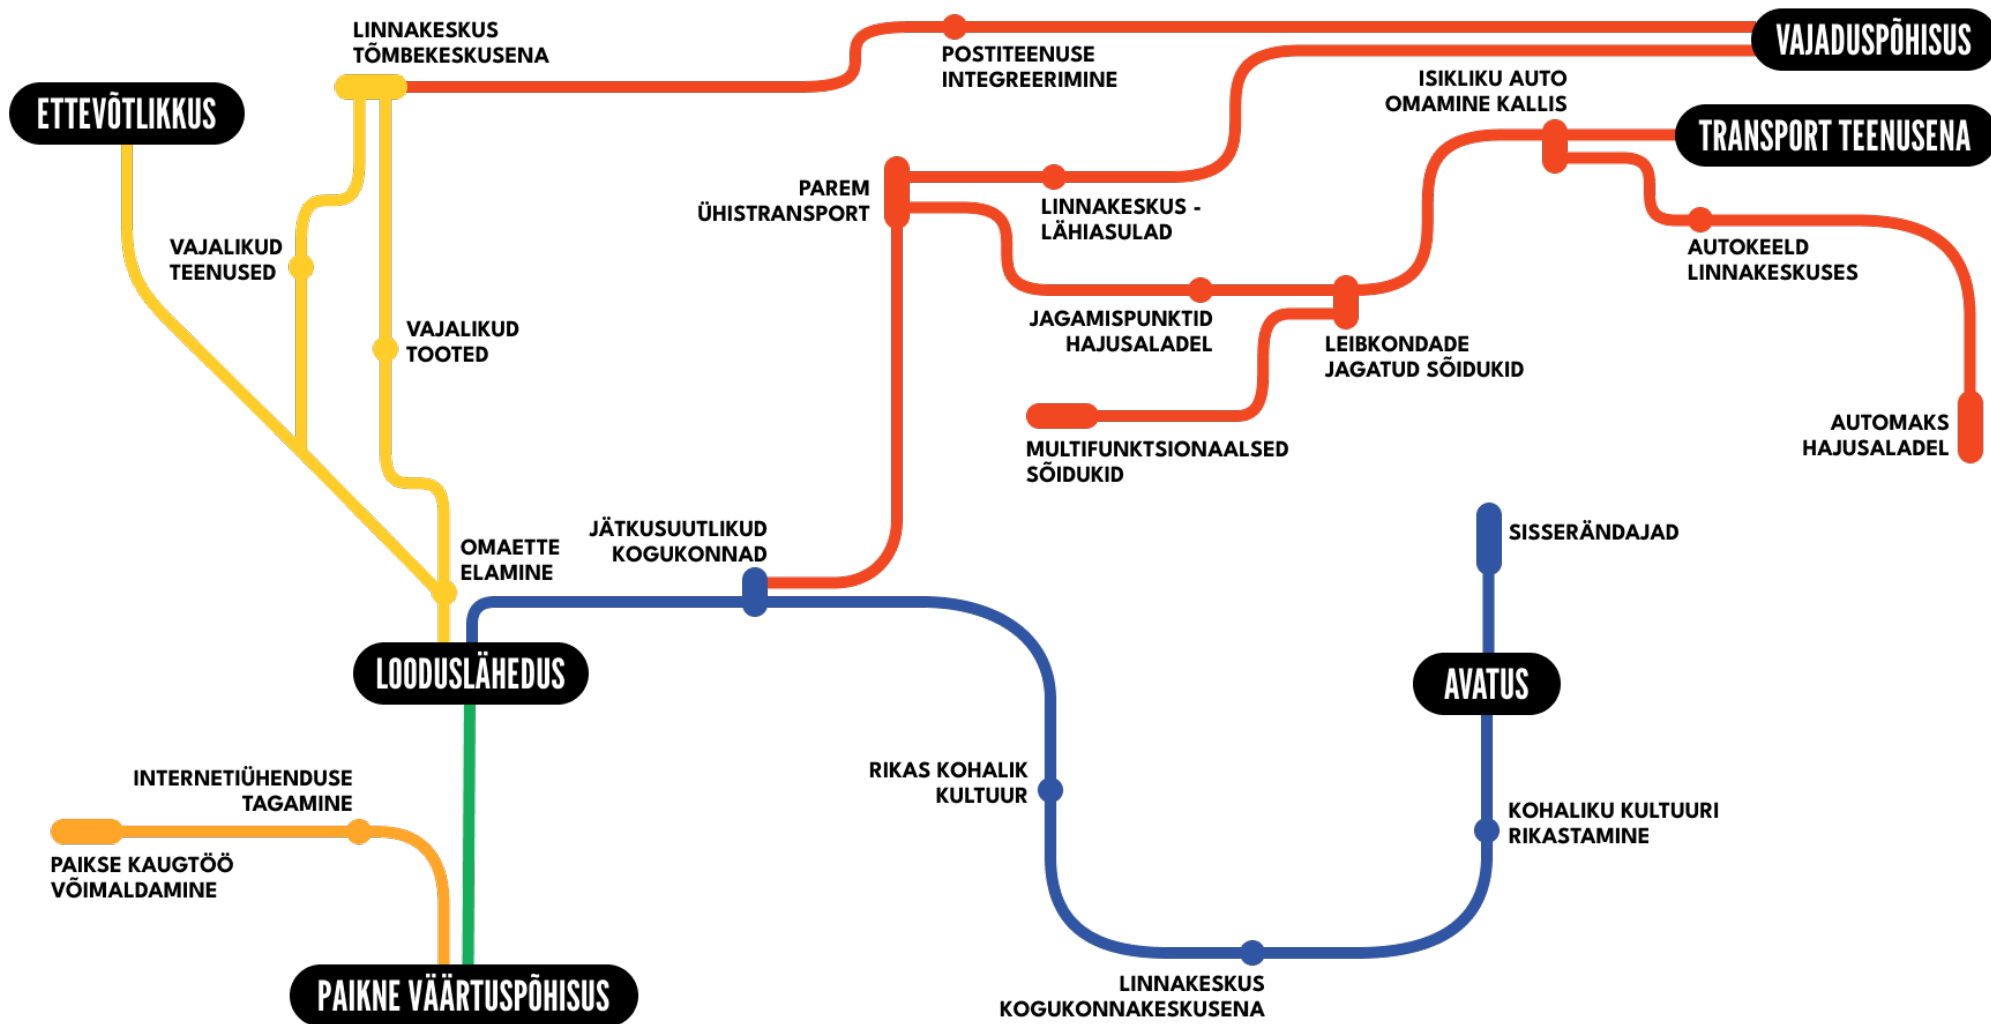 LINNAKESKUS
TÕMBEKESKUSENA
POSTITEENUSE
INTEGREERIMINE
VAJADUSPÕHISUS
ISIKLIKU AUTO
OMAMINE KALLIS
ETTEVÕTLIKKUS
TRANSPORT TEENUSENA
PAREM
ÜHISTRANSPORT
LINNAKESKUS -
LÄHIASULAD
VAJALIKUD
TEENUSED
AUTOKEELD
LINNAKESKUSES
VAJALIKUD
TOOTED
JAGAMISPUNKTID
HAJUSALADEL
LEIBKONDADE
JAGATUD SÕIDUKID
MULTIFUNKTSIONAALSED
SÕIDUKID
AUTOMAKS
HAJUSALADEL
JÄTKUSUUTLIKUD
KOGUKONNAD
SISSERÄNDAJAD
OMAETTE
ELAMINE
LOODUSLÄHEDUS
AVATUS
INTERNETIÜHENDUSE
TAGAMINE
RIKAS KOHALIK
KULTUUR
KOHALIKU KULTUURI
RIKASTAMINE
PAIKSE KAUGTÖÖ
VÕIMALDAMINE
LINNAKESKUS
KOGUKONNAKESKUSENA
PAIKNE VÄÄRTUSPÕHISUS